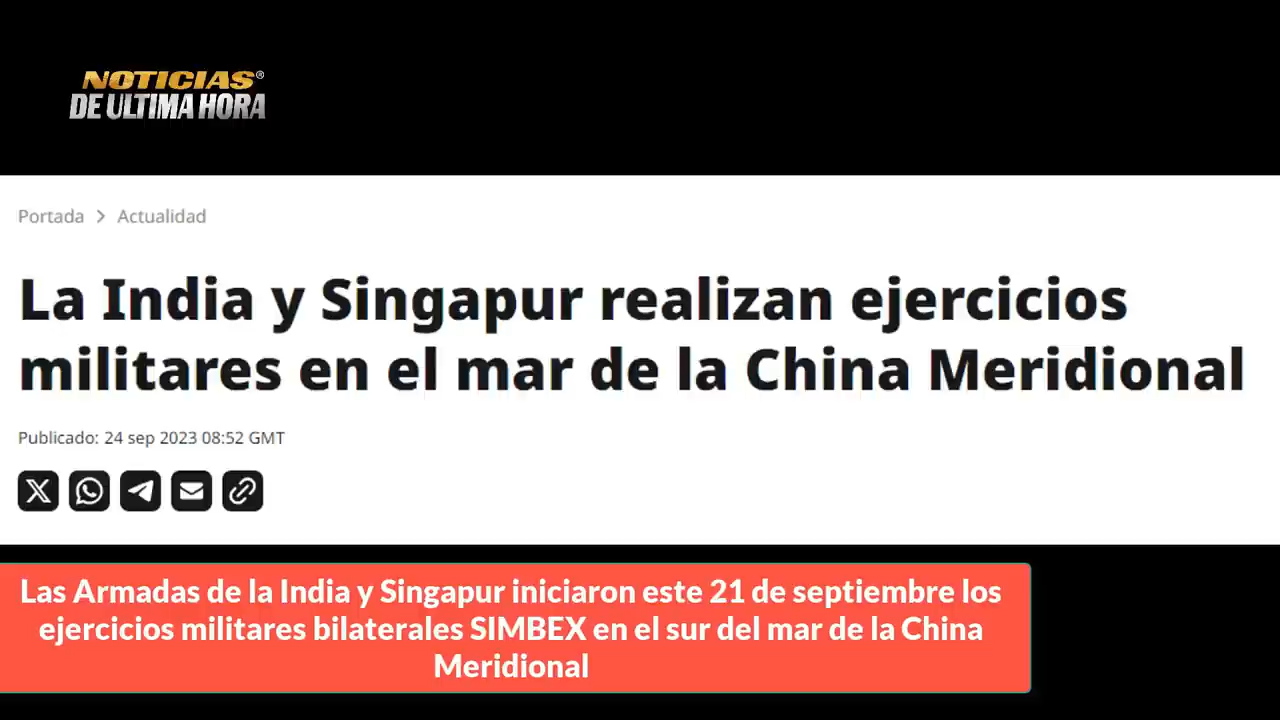 NOTICIAS®
DE ULTIMA HORA
Portada > Actualidad
La India y Singapur realizan ejercicios
militares en el mar de la China Meridional
Publicado: 24 sep 2023 08:52 GMT
Las Armadas de la India y Singapur iniciaron este 21 de septiembre los
ejercicios militares bilaterales SIMBEX en el sur del mar de la China
Meridional